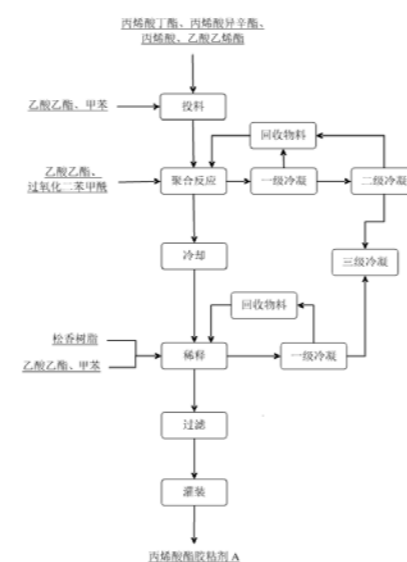 丙烯酸丁酯、丙烯酸异辛酯、
丙烯酸、乙酸乙烯酯
乙酸乙酯、甲苯
投料
回收物料
乙酸乙酯、
过氧化二苯甲酰
聚合反应
一级冷凝
二级冷凝
冷却
三级冷凝
回收物料
松香树脂
乙酸乙酯、甲苯
稀释
一级冷凝
过滤
灌装
丙烯酸酯胶粘剂 A